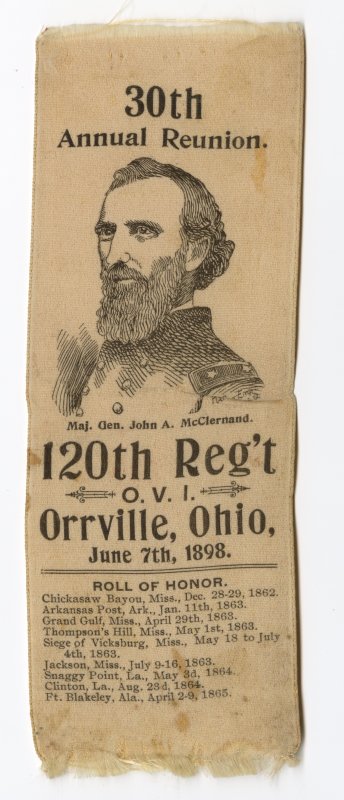 30th
Annual Reunion.
Maj. Gen. John A. McClernand.
120th Reg't
O. V. I.
Orrville, Ohio,
June 7th, 1898.
ROLL OF HONOR.
Chickasaw Bayou, Miss., Dec. 28-29, 1862.
Arkansas Post, Ark., Jan. 11th, 1863.
Grand Gulf, Miss., April 29th, 1863.
Thompson's Hill, Miss., May 1st, 1863.
Siege of Vicksburg, Miss., May 18 to July
4th, 1863.
Jackson, Miss., July 9-16, 1863.
Snaggy Point, La., May 3d, 1864.
Clinton, La., Aug. 23d, 1864.
Ft. Blakeley, Ala., April 2-9, 1865.